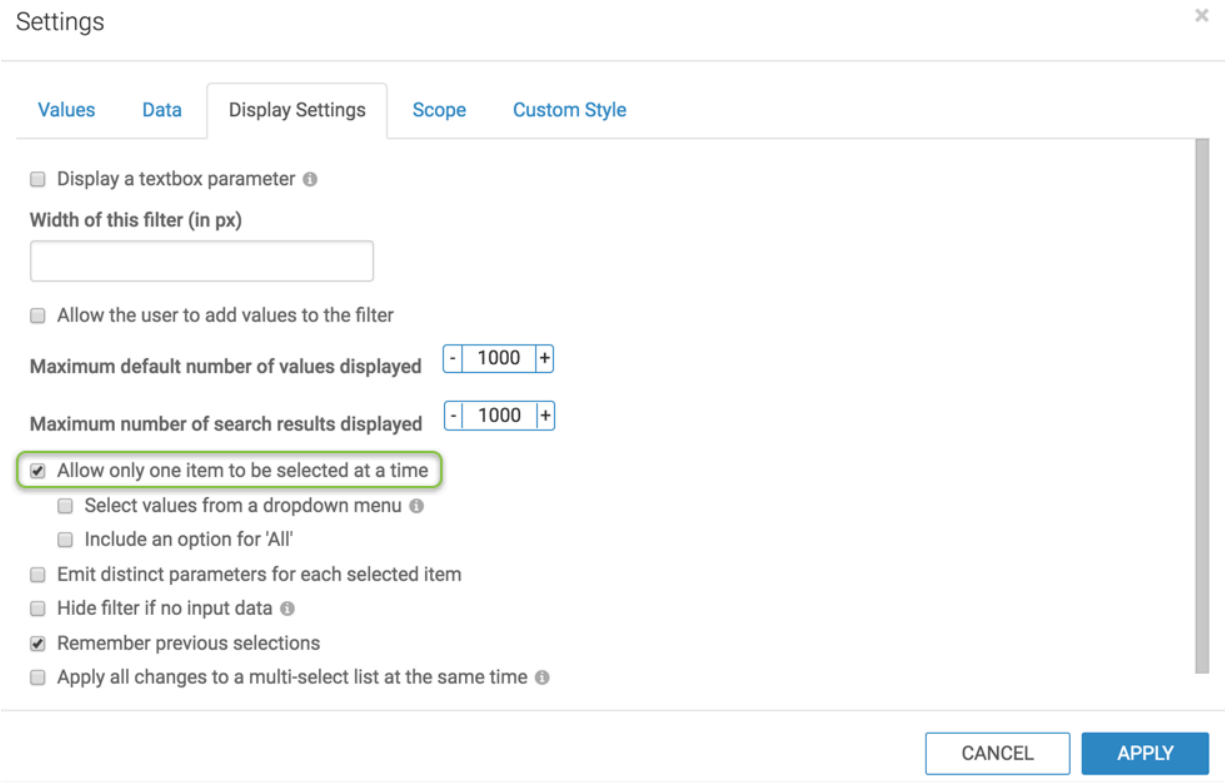 Settings
×
Values Data Display Settings Scope Custom Style
Display a textbox parameter
Width of this filter (in px)
Allow the user to add values to the filter
Maximum default number of values displayed - 1000 +
Maximum number of search results displayed - 1000 +
Allow only one item to be selected at a time
Select values from a dropdown menu
Include an option for 'All'
Emit distinct parameters for each selected item
Hide filter if no input data
Remember previous selections
Apply all changes to a multi-select list at the same time
CANCEL APPLY